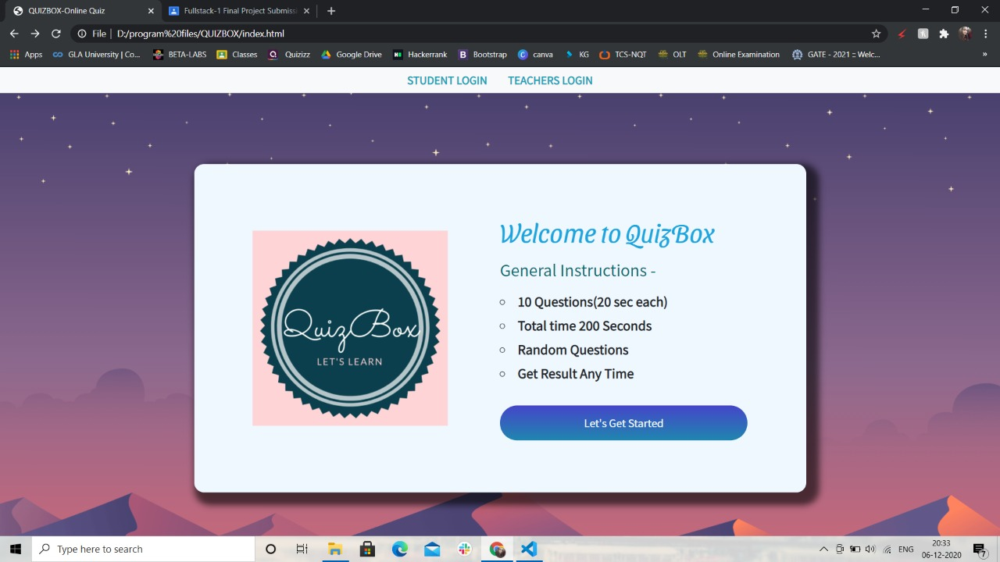 QUIZBOX-Online Quiz
Fullstack-1 Final Project Submiss
File | D:/program%20files/QUIZBOX/index.html
Apps GLA University | Co... BETA-LABS Classes Quizizz Google Drive Hackerrank Bootstrap canva KG TCS-NQT OLT Online Examination GATE - 2021 :: Welc... »
STUDENT LOGIN TEACHERS LOGIN
QuizBox
LET'S LEARN
Welcome to QuizBox
General Instructions -
10 Questions(20 sec each)
Total time 200 Seconds
Random Questions
Get Result Any Time
Let's Get Started
Type here to search
ENG
20:33
06-12-2020
7